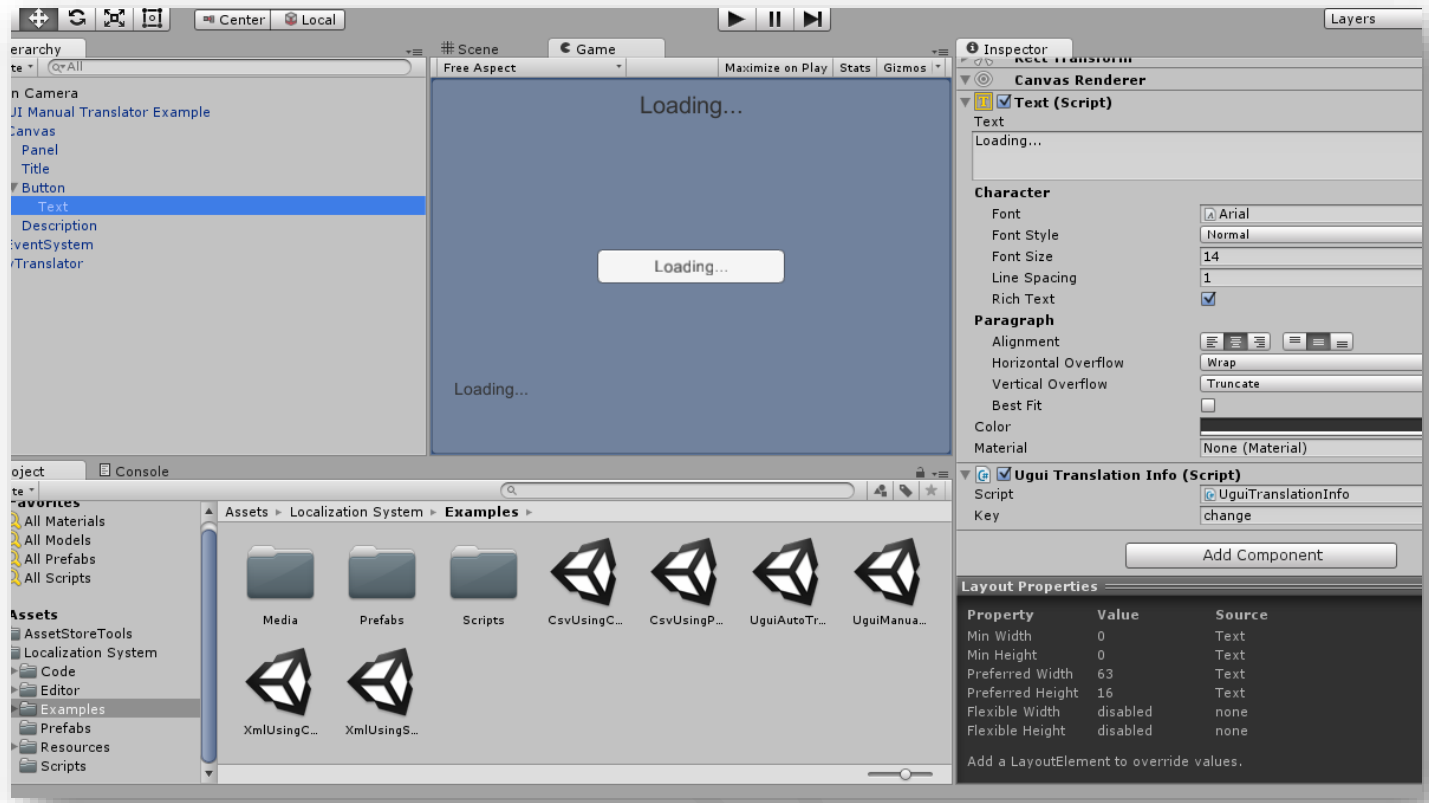 Center Local
Layers
erarchy
te All
n Camera
UI Manual Translator Example
Canvas
Panel
Title
Button
Text
Description
EventSystem
yTranslator
Scene Game
Free Aspect Maximize on Play Stats Gizmos
Loading...
Loading...
Loading...
Inspector
Rect Transform
Canvas Renderer
Text (Script)
Text
Loading...
Character
Font Arial
Font Style Normal
Font Size 14
Line Spacing 1
Rich Text
Paragraph
Alignment
Horizontal Overflow Wrap
Vertical Overflow Truncate
Best Fit
Color
Material None (Material)
Ugui Translation Info (Script)
Script UguiTranslationInfo
Key change
Add Component
Layout Properties
Property Value Source
Min Width 0 Text
Min Height 0 Text
Preferred Width 63 Text
Preferred Height 16 Text
Flexible Width disabled none
Flexible Height disabled none
Add a LayoutElement to override values.
oject Console
te
Favorites
All Materials
All Models
All Prefabs
All Scripts
Assets
AssetStoreTools
Localization System
Code
Editor
Examples
Prefabs
Resources
Scripts
Assets Localization System Examples
Media Prefabs Scripts CsvUsingC... CsvUsingP... UguiAutoTr... UguiManua...
XmlUsingC... XmlUsingS...